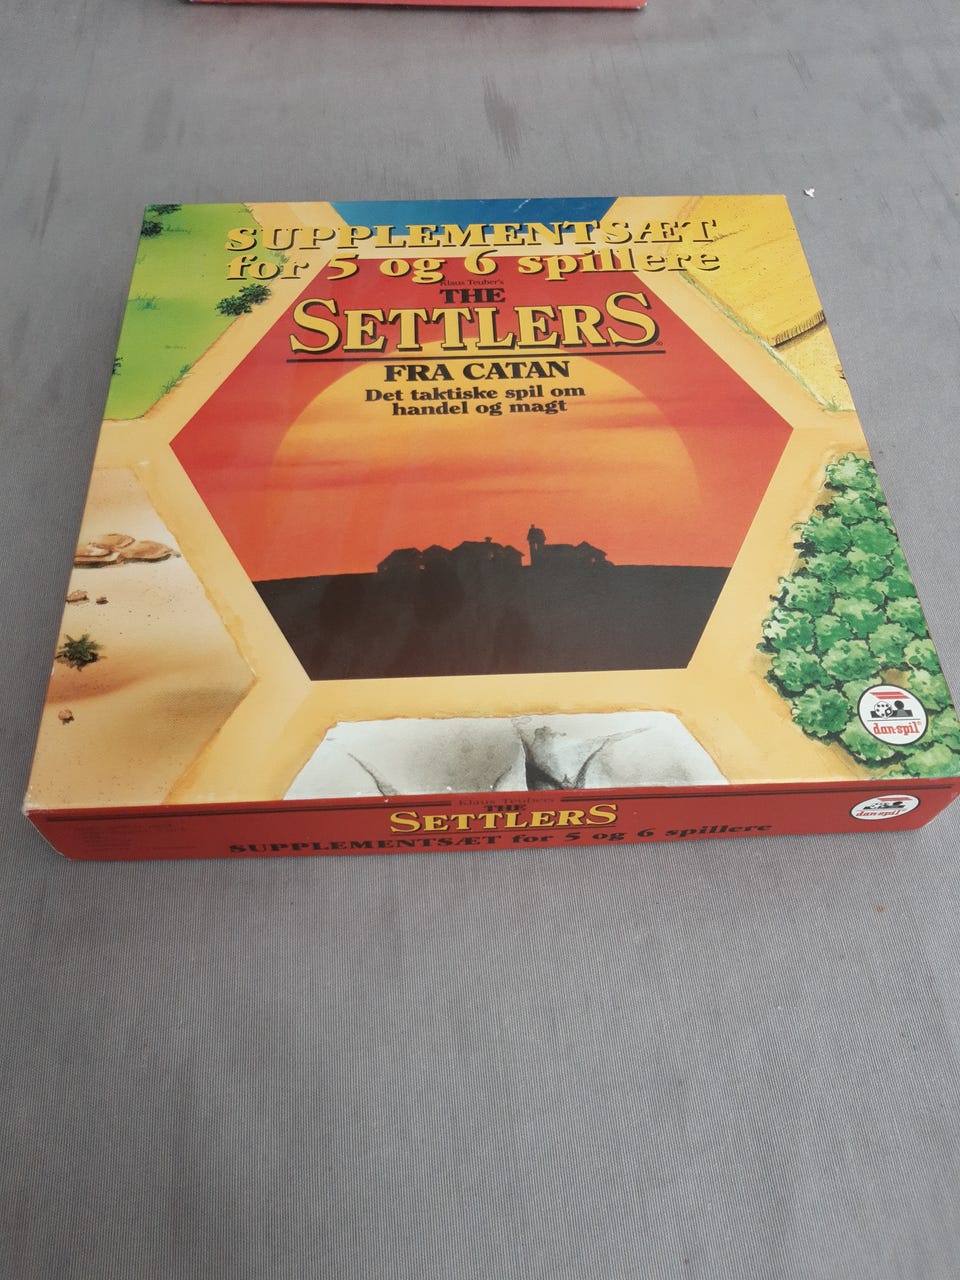 SUPPLEMENTSÆT
for 5 og 6 spillere
Klaus Teuber's
THE
SETTLERS
FRA CATAN
Det taktiske spil om
handel og magt
dan-spil®
Klaus Teubers
THE
SETTLERS
SUPPLEMENTSÆT for 5 og 6 spillere
dan-spil